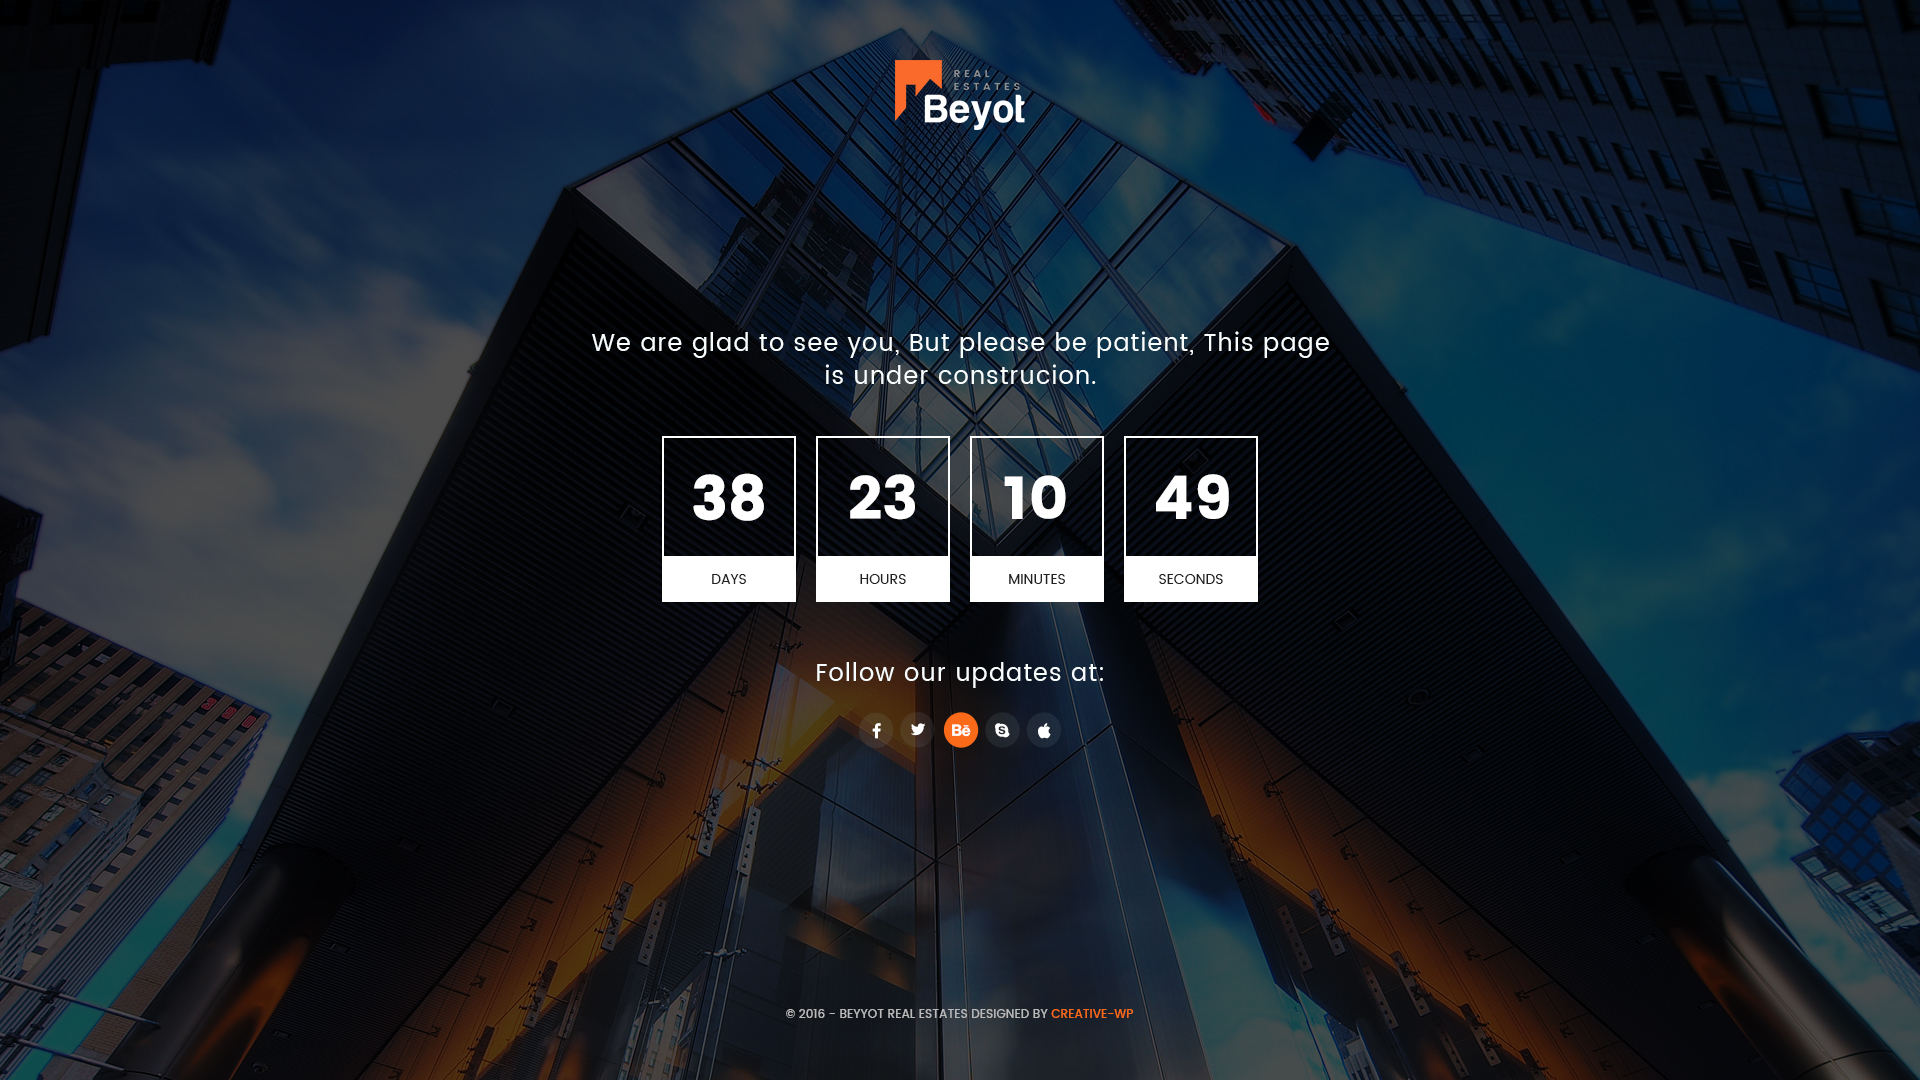 REAL
ESTATES
Beyot
We are glad to see you, But please be patient, This page
is under construcion.
38 23 10 49
DAYS HOURS MINUTES SECONDS
Follow our updates at:
Bē
© 2016 - BEYYOT REAL ESTATES DESIGNED BY CREATIVE-WP